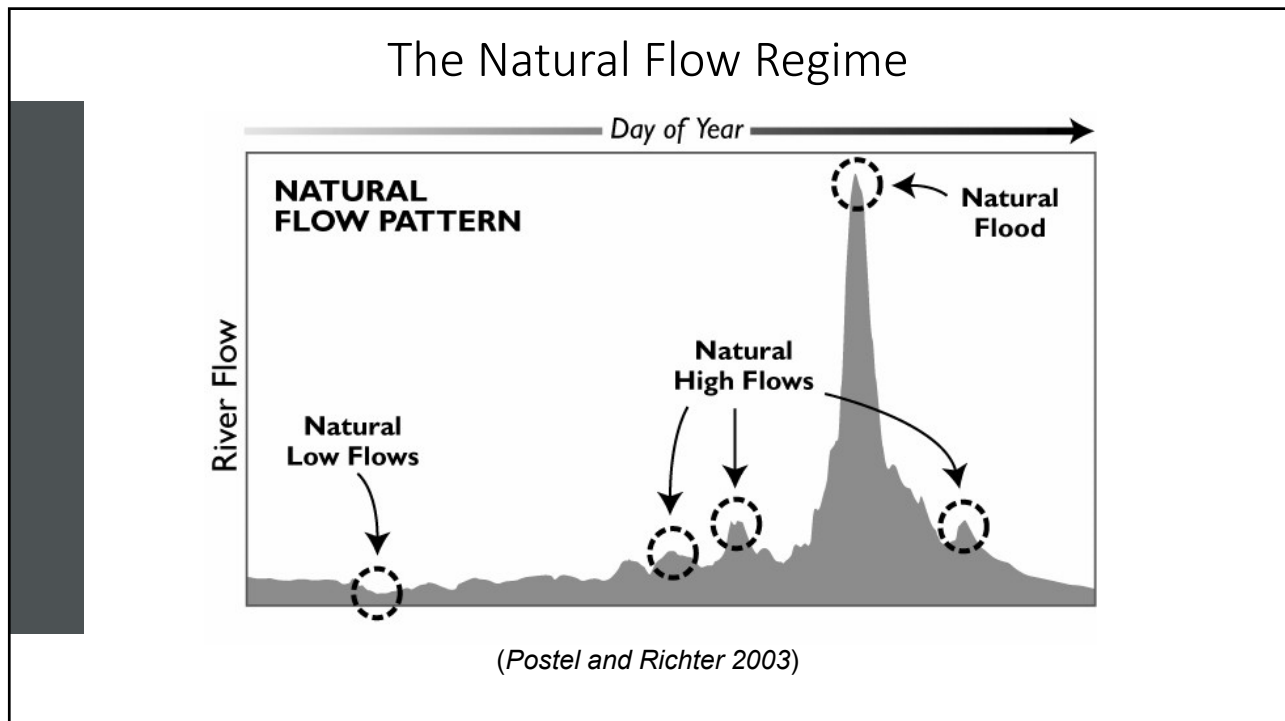 The Natural Flow Regime
Day of Year
NATURAL
FLOW PATTERN
Natural
Flood
Natural
High Flows
Natural
Low Flows
River Flow
(Postel and Richter 2003)